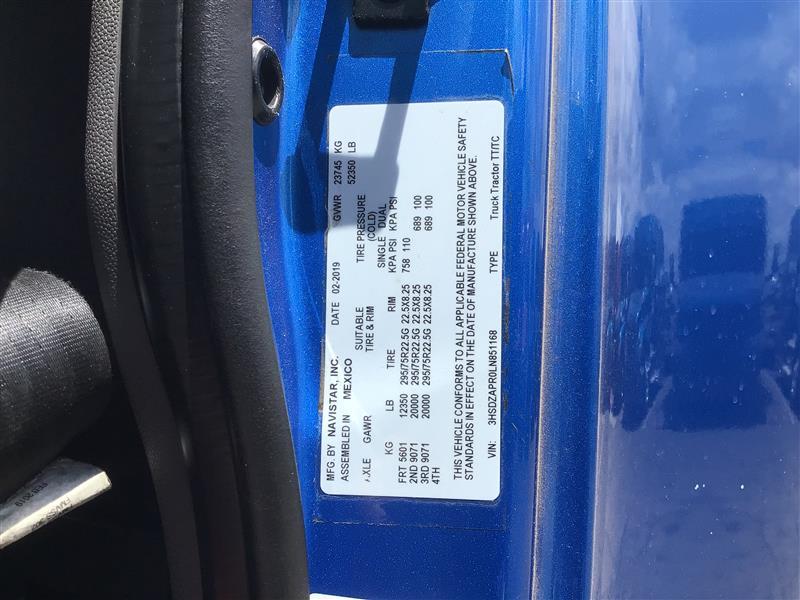 MFG. BY NAVISTAR, INC. DATE 02-2019 GVWR 23745 KG
ASSEMBLED IN MEXICO 52350 LB
AXLE GAWR SUITABLE TIRE PRESSURE
TIRE & RIM (COLD)
SINGLE DUAL
KG LB TIRE RIM KPA PSI KPA PSI
FRT 5601 12350 295/75R22.5G 22.5X8.25 758 110
2ND 9071 20000 295/75R22.5G 22.5X8.25 689 100
3RD 9071 20000 295/75R22.5G 22.5X8.25 689 100
4TH
THIS VEHICLE CONFORMS TO ALL APPLICABLE FEDERAL MOTOR VEHICLE SAFETY
STANDARDS IN EFFECT ON THE DATE OF MANUFACTURE SHOWN ABOVE.
VIN: 3HSDZAPR0LN851168 TYPE Truck Tractor TT/TC